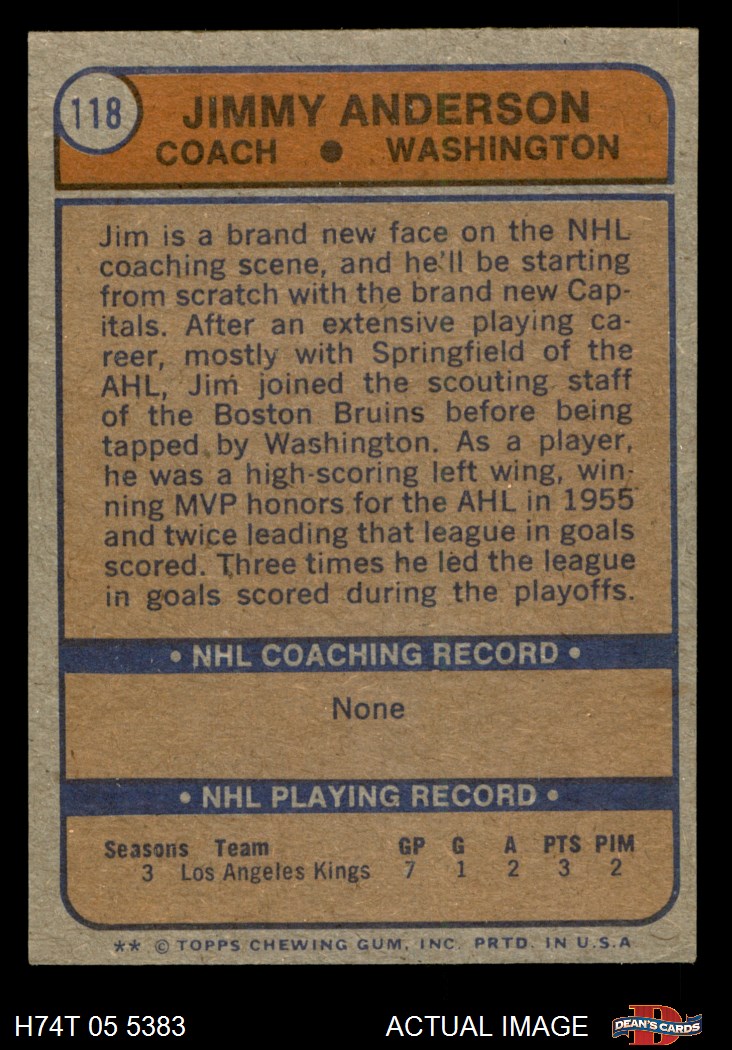 118
JIMMY ANDERSON
COACH ● WASHINGTON
Jim is a brand new face on the NHL
coaching scene, and he'll be starting
from scratch with the brand new Cap-
itals. After an extensive playing ca-
reer, mostly with Springfield of the
AHL, Jim joined the scouting staff
of the Boston Bruins before being
tapped by Washington. As a player,
he was a high-scoring left wing, win-
ning MVP honors for the AHL in 1955
and twice leading that league in goals
scored. Three times he led the league
in goals scored during the playoffs.
• NHL COACHING RECORD •
None
• NHL PLAYING RECORD •
Seasons Team GP G A PTS PIM
3 Los Angeles Kings 7 1 2 3 2
** © TOPPS CHEWING GUM, INC. PRTD. IN U.S.A
H74T 05 5383 ACTUAL IMAGE
D
DEAN'S CARDS